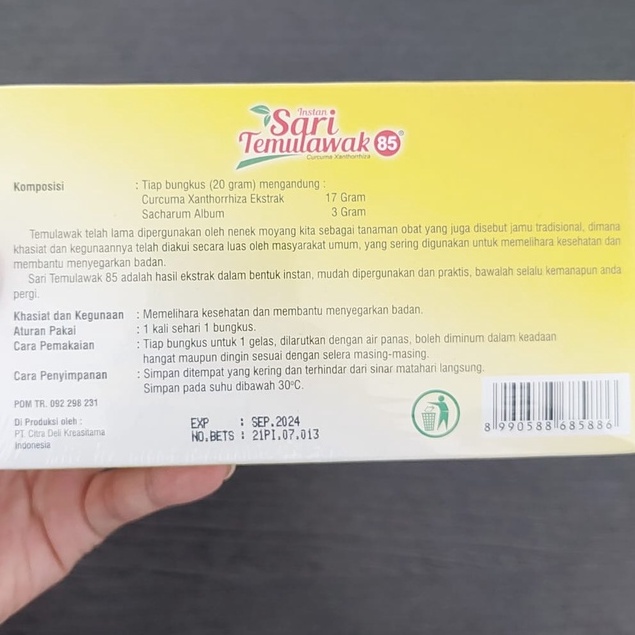 Instan
Sari
Temulawak 85®
Curcuma Xanthorrhiza
Komposisi : Tiap bungkus (20 gram) mengandung :
Curcuma Xanthorrhiza Ekstrak 17 Gram
Sacharum Album 3 Gram
Temulawak telah lama dipergunakan oleh nenek moyang kita sebagai tanaman obat yang juga disebut jamu tradisional, dimana
khasiat dan kegunaannya telah diakui secara luas oleh masyarakat umum, yang sering digunakan untuk memelihara kesehatan dan
membantu menyegarkan badan.
Sari Temulawak 85 adalah hasil ekstrak dalam bentuk instan, mudah dipergunakan dan praktis, bawalah selalu kemanapun anda
pergi.
Khasiat dan Kegunaan : Memelihara kesehatan dan membantu menyegarkan badan.
Aturan Pakai : 1 kali sehari 1 bungkus.
Cara Pemakaian : Tiap bungkus untuk 1 gelas, dilarutkan dengan air panas, boleh diminum dalam keadaan
hangat maupun dingin sesuai dengan selera masing-masing.
Cara Penyimpanan : Simpan ditempat yang kering dan terhindar dari sinar matahari langsung.
Simpan pada suhu dibawah 30°C.
POM TR. 092 298 231
Di Produksi oleh :
PT. Citra Deli Kreasitama
Indonesia
EXP : SEP.2024
NO.BETS : 21PI.07.013
8 990588 685886